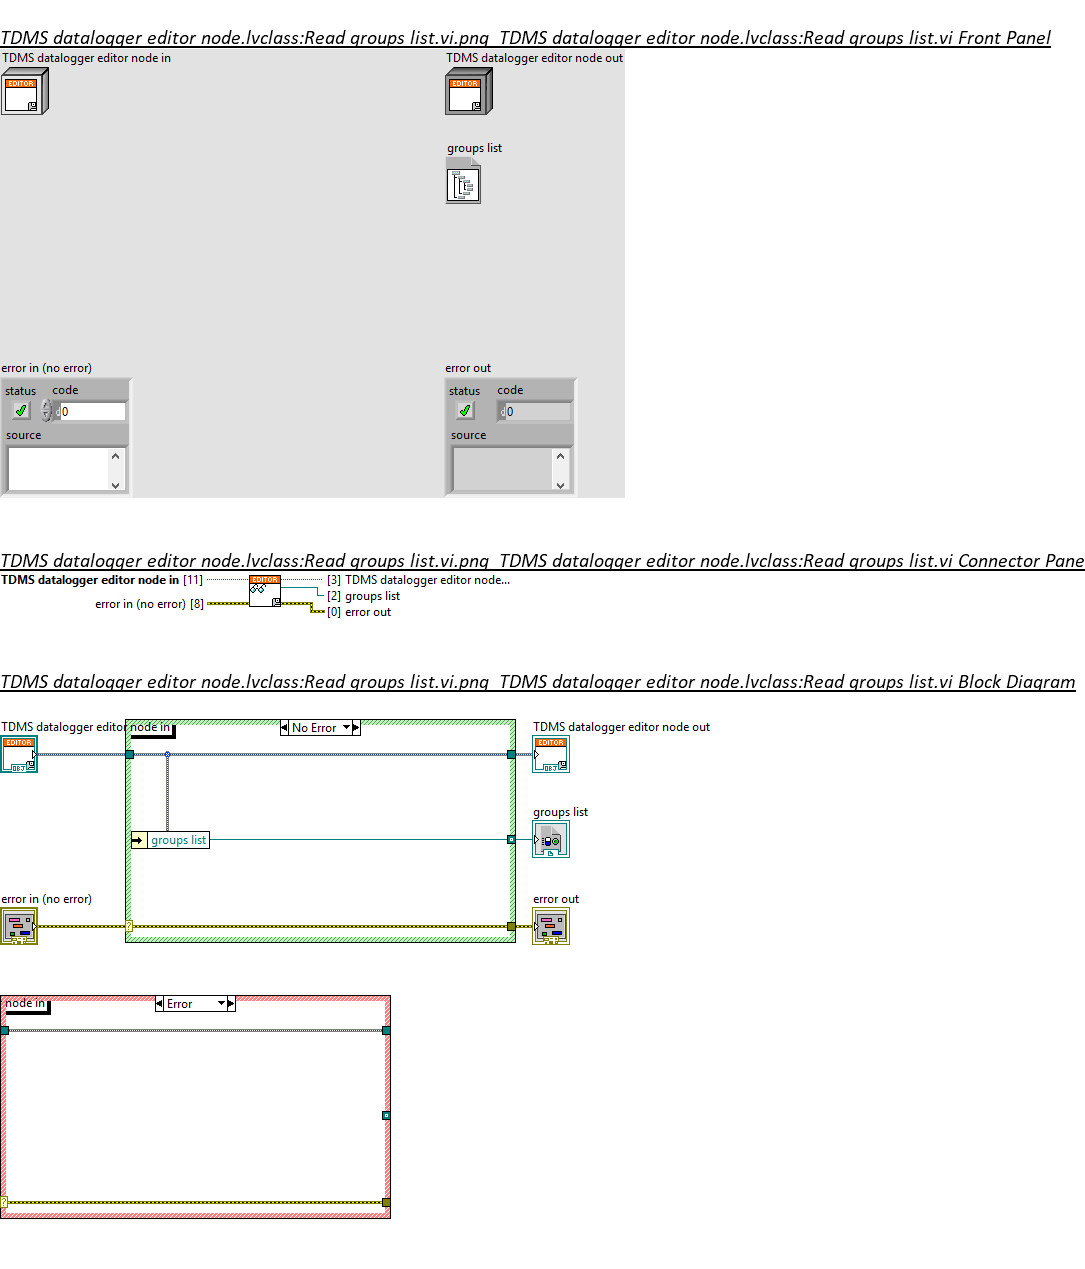 TDMS datalogger editor node.lvclass:Read groups list.vi.png TDMS datalogger editor node.lvclass:Read groups list.vi Front Panel
TDMS datalogger editor node in
TDMS datalogger editor node out
EDITOR
EDITOR
groups list
error in (no error)
error out
status code
status code
d 0
d 0
source
source
TDMS datalogger editor node.lvclass:Read groups list.vi.png TDMS datalogger editor node.lvclass:Read groups list.vi Connector Pane
TDMS datalogger editor node in [11]
EDITOR
[3] TDMS datalogger editor node...
[2] groups list
error in (no error) [8]
[0] error out
TDMS datalogger editor node.lvclass:Read groups list.vi.png TDMS datalogger editor node.lvclass:Read groups list.vi Block Diagram
TDMS datalogger editor node in
No Error
TDMS datalogger editor node out
EDITOR
OBJ
EDITOR
OBJ
groups list
groups list
error in (no error)
error out
?
node in
Error
?